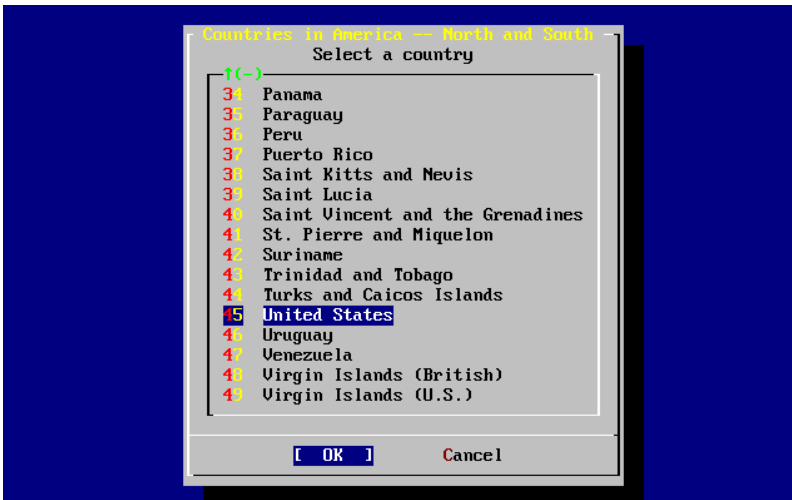 Countries in America -- North and South
Select a country
↑(-)
34 Panama
35 Paraguay
36 Peru
37 Puerto Rico
38 Saint Kitts and Nevis
39 Saint Lucia
40 Saint Vincent and the Grenadines
41 St. Pierre and Miquelon
42 Suriname
43 Trinidad and Tobago
44 Turks and Caicos Islands
45 United States
46 Uruguay
47 Venezuela
48 Virgin Islands (British)
49 Virgin Islands (U.S.)
[ OK ] Cancel